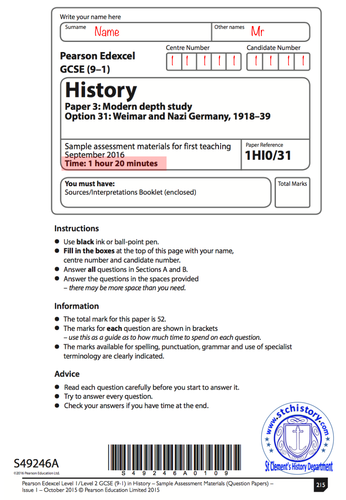 Write your name here
Surname
Other names
Name
Mr
Pearson Edexcel
GCSE (9–1)
Centre Number
Candidate Number
History
Paper 3: Modern depth study
Option 31: Weimar and Nazi Germany, 1918–39
Sample assessment materials for first teaching
September 2016
Time: 1 hour 20 minutes
Paper Reference
1HI0/31
You must have:
Sources/Interpretations Booklet (enclosed)
Total Marks
Instructions
● Use black ink or ball-point pen.
● Fill in the boxes at the top of this page with your name,
centre number and candidate number.
● Answer all questions in Sections A and B.
● Answer the questions in the spaces provided
– there may be more space than you need.
Information
● The total mark for this paper is 52.
● The marks for each question are shown in brackets
– use this as a guide as to how much time to spend on each question.
● The marks available for spelling, punctuation, grammar and use of specialist
terminology are clearly indicated.
Advice
● Read each question carefully before you start to answer it.
● Try to answer every question.
● Check your answers if you have time at the end.
www.stchistory.com
St Clement's History Department
S49246A
©2016 Pearson Education Ltd.
*S49246A0109*
Pearson Edexcel Level 1/Level 2 GCSE (9-1) in History – Sample Assessment Materials (Question Papers) –
Issue 1 – October 2015 © Pearson Education Limited 2015
215